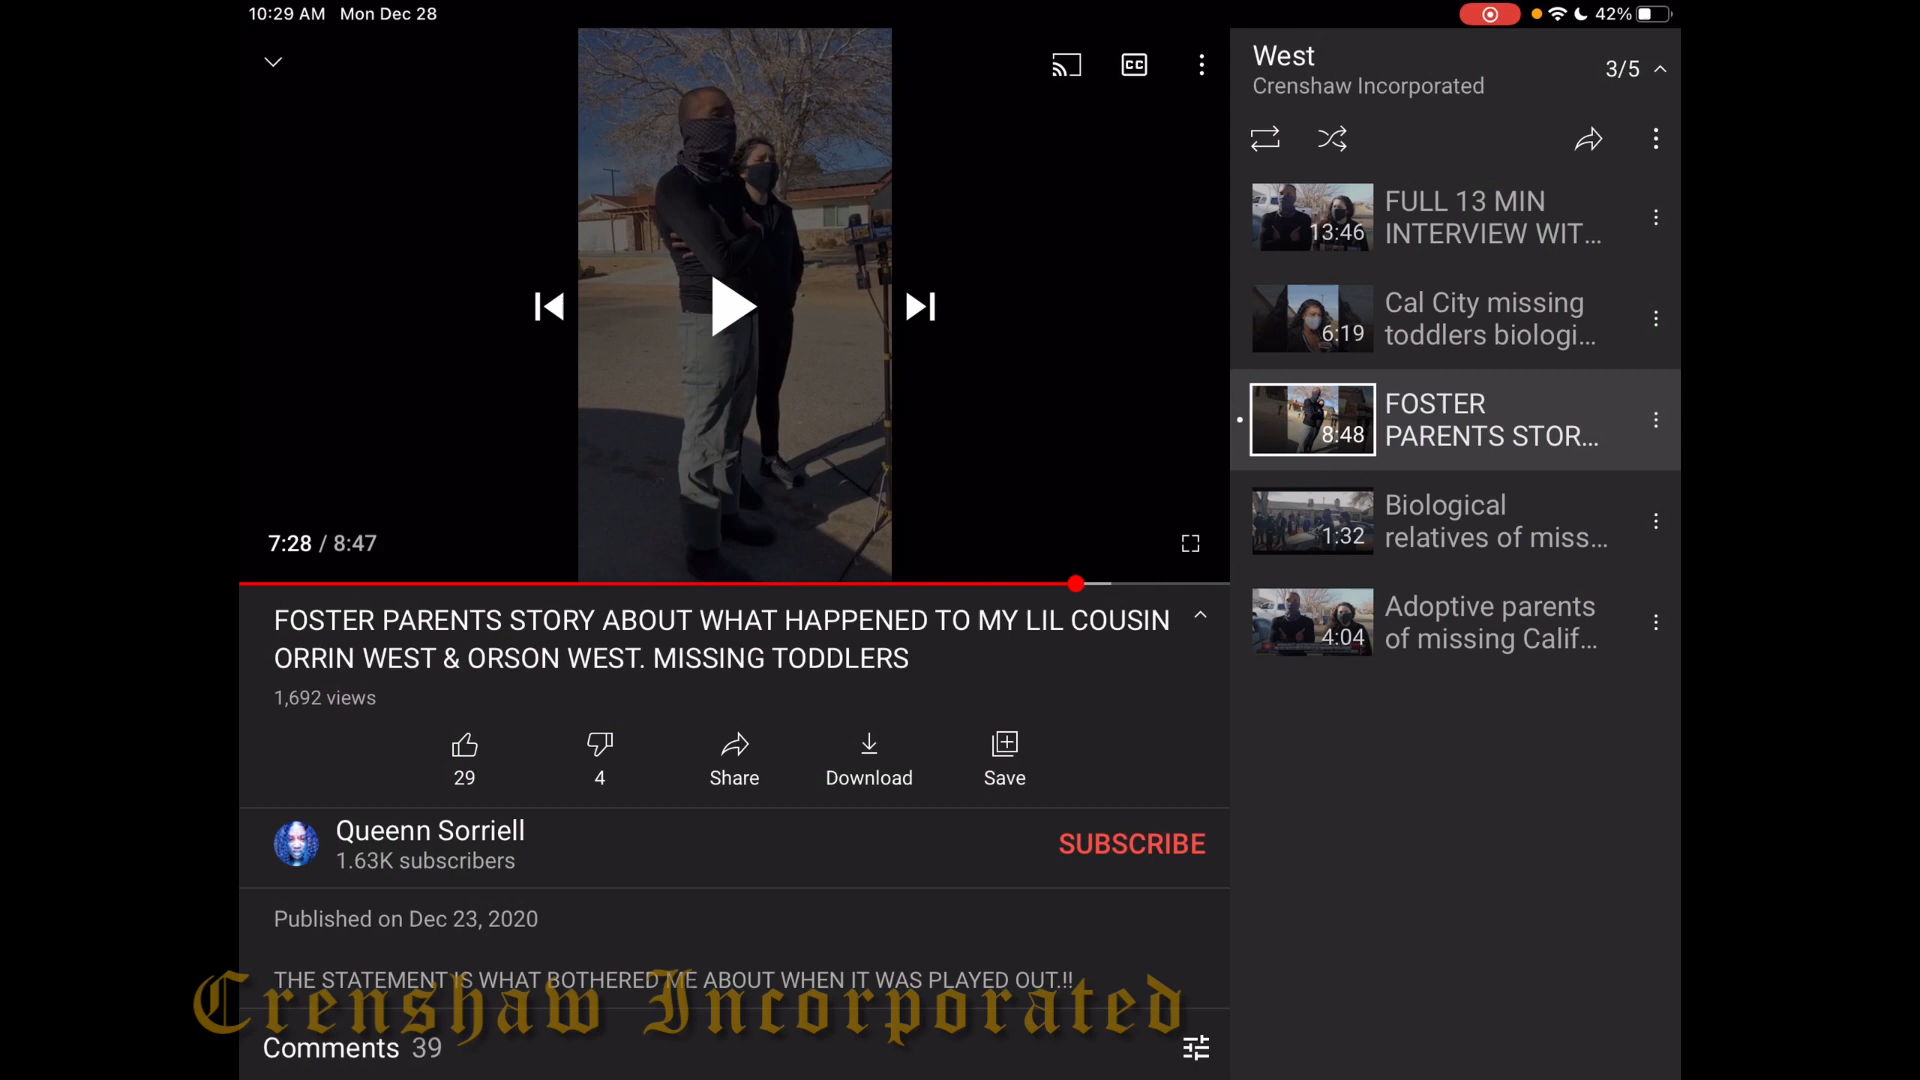 10:29 AM Mon Dec 28
42%
CC
7:28 / 8:47
FOSTER PARENTS STORY ABOUT WHAT HAPPENED TO MY LIL COUSIN
ORRIN WEST & ORSON WEST. MISSING TODDLERS
1,692 views
29
4
Share
Download
Save
Queenn Sorriell
1.63K subscribers
SUBSCRIBE
Published on Dec 23, 2020
THE STATEMENT IS WHAT BOTHERED ME ABOUT WHEN IT WAS PLAYED OUT.!!
Crenshaw Incorporated
Comments 39
West
Crenshaw Incorporated
3/5
13:46
FULL 13 MIN
INTERVIEW WIT...
6:19
Cal City missing
toddlers biologi...
8:48
FOSTER
PARENTS STOR...
1:32
Biological
relatives of miss...
4:04
Adoptive parents
of missing Calif...